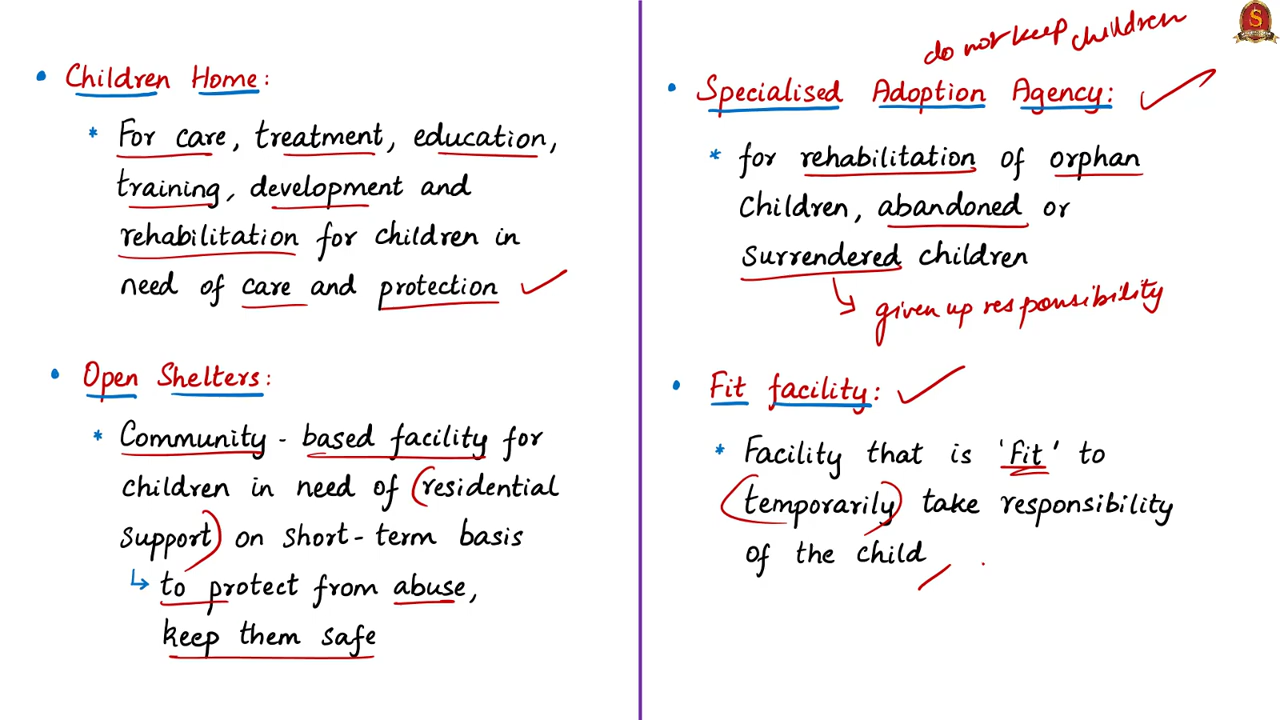 • Children Home:
* For care, treatment, education,
training, development and
rehabilitation for children in
need of care and protection
• Open Shelters:
* Community - based facility for
children in need of (residential
support) on short-term basis
↳ to protect from abuse,
keep them safe
do not keep children
• Specialised Adoption Agency:
* for rehabilitation of orphan
Children, abandoned or
surrendered children
↳ given up responsibility
• Fit facility:
* Facility that is 'fit' to
(temporarily) take responsibility
of the child
S